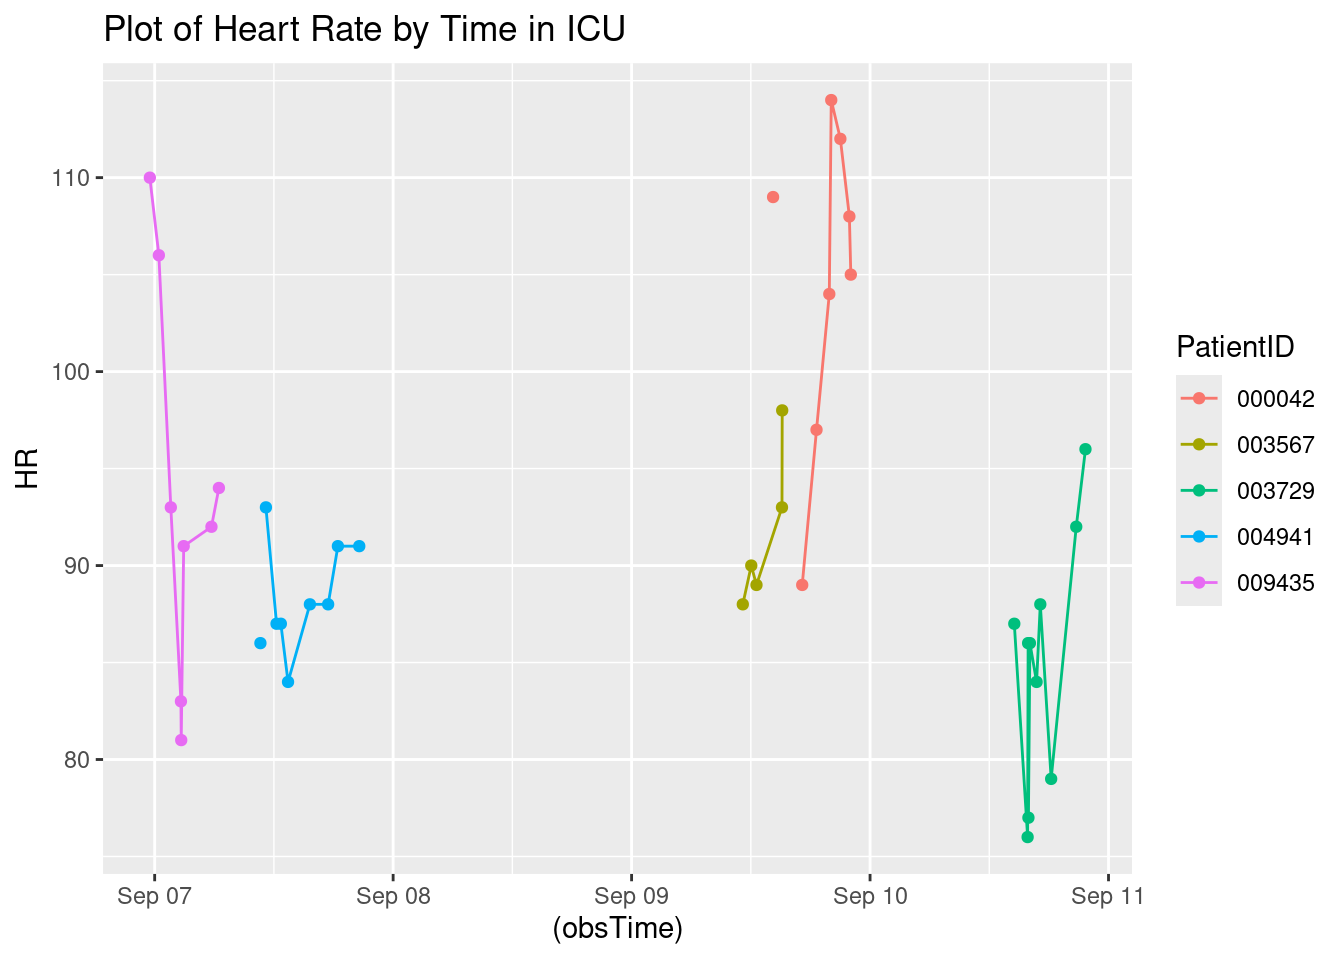 Plot of Heart Rate by Time in ICU
110
100
90
80
HR
Sep 07
Sep 08
Sep 09
Sep 10
Sep 11
(obsTime)
PatientID
000042
003567
003729
004941
009435